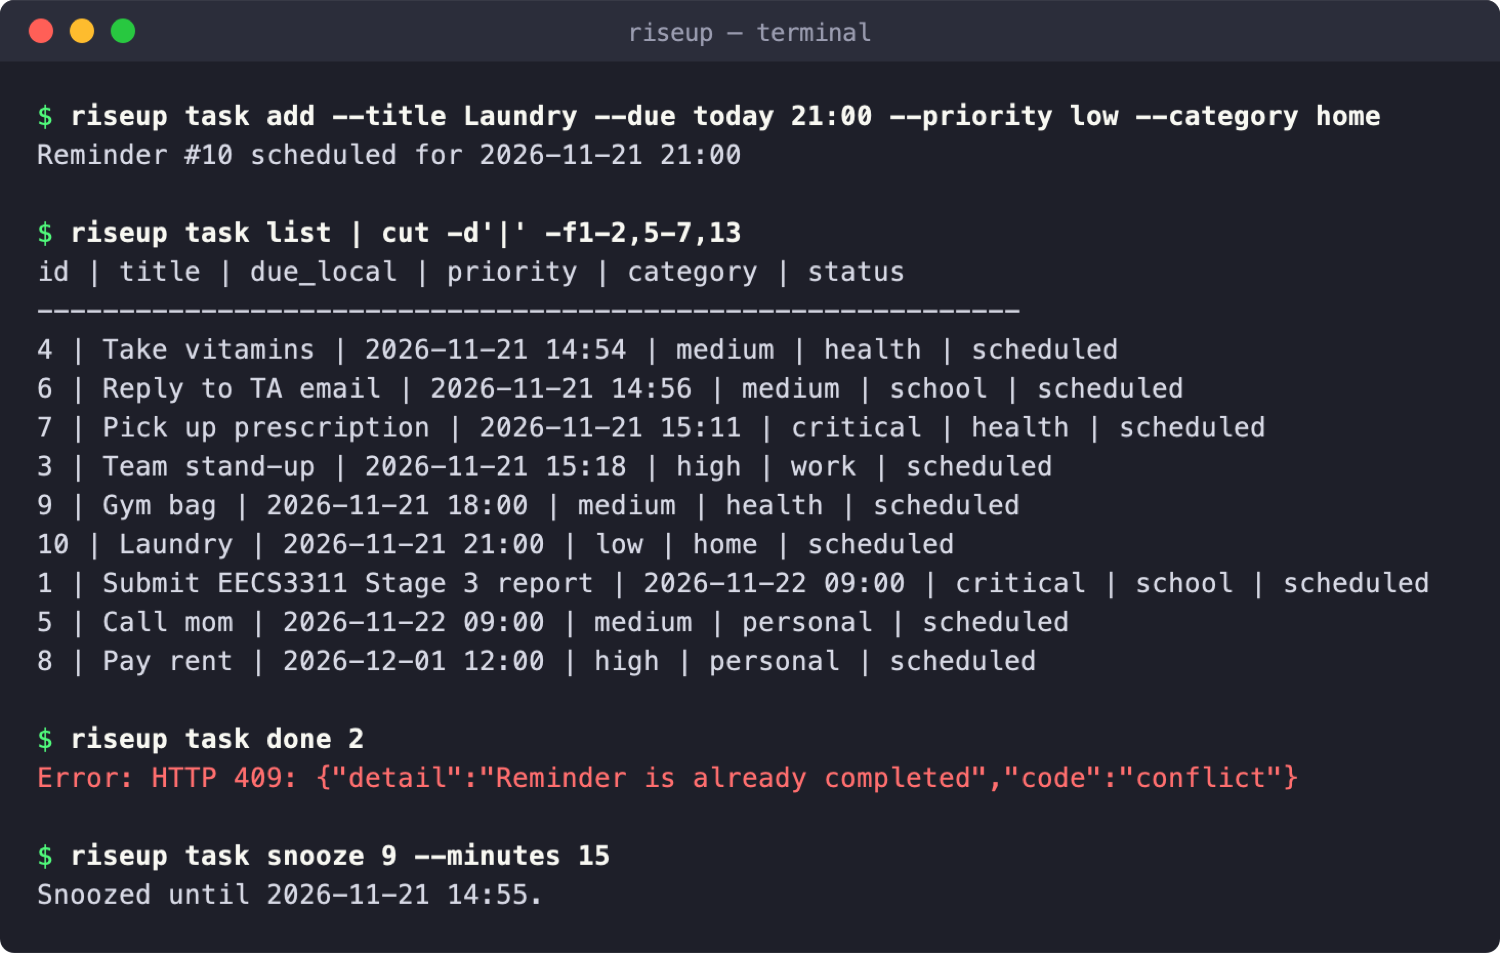 riseup — terminal
$ riseup task add --title Laundry --due today 21:00 --priority low --category home
Reminder #10 scheduled for 2026-11-21 21:00
$ riseup task list | cut -d'|' -f1-2,5-7,13
id | title | due_local | priority | category | status
------------------------------------------------------------
4 | Take vitamins | 2026-11-21 14:54 | medium | health | scheduled
6 | Reply to TA email | 2026-11-21 14:56 | medium | school | scheduled
7 | Pick up prescription | 2026-11-21 15:11 | critical | health | scheduled
3 | Team stand-up | 2026-11-21 15:18 | high | work | scheduled
9 | Gym bag | 2026-11-21 18:00 | medium | health | scheduled
10 | Laundry | 2026-11-21 21:00 | low | home | scheduled
1 | Submit EECS3311 Stage 3 report | 2026-11-22 09:00 | critical | school | scheduled
5 | Call mom | 2026-11-22 09:00 | medium | personal | scheduled
8 | Pay rent | 2026-12-01 12:00 | high | personal | scheduled
$ riseup task done 2
Error: HTTP 409: {"detail":"Reminder is already completed","code":"conflict"}
$ riseup task snooze 9 --minutes 15
Snoozed until 2026-11-21 14:55.